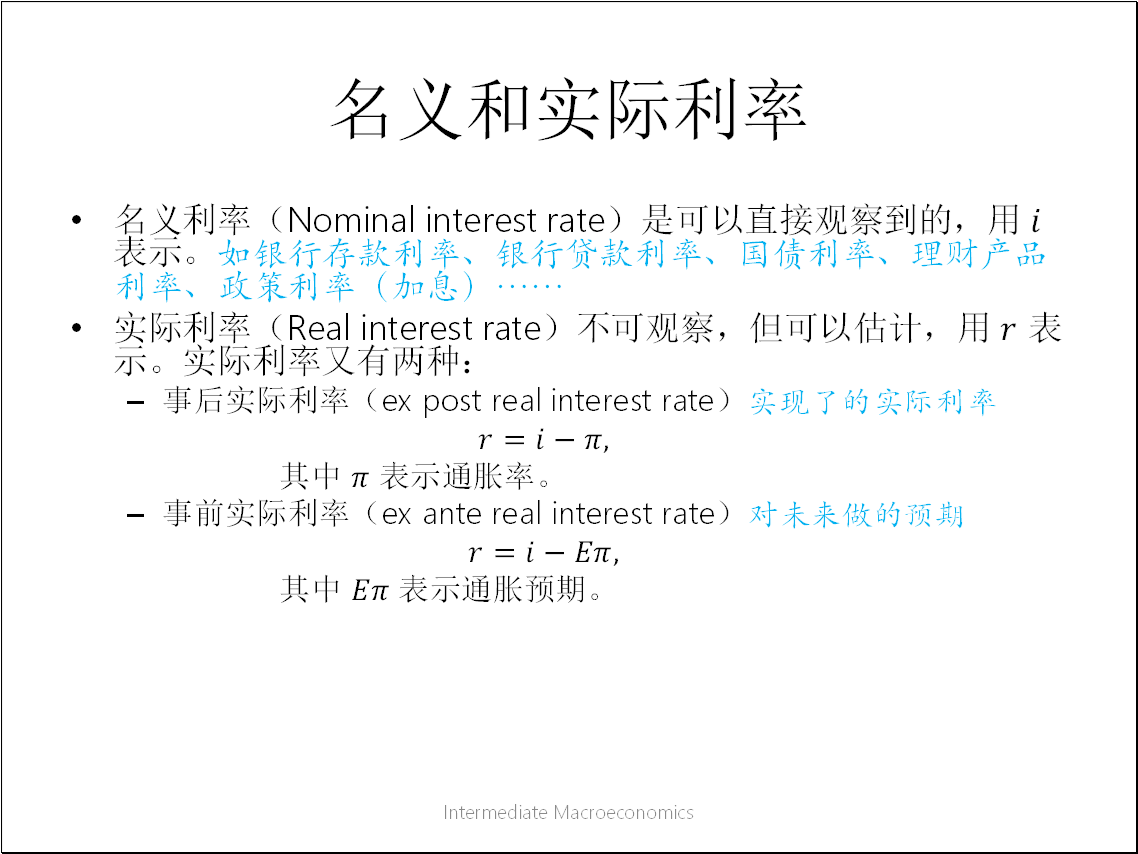 名义和实际利率
• 名义利率（Nominal interest rate）是可以直接观察到的，用 𝑖
表示。如银行存款利率、银行贷款利率、国债利率、理财产品
利率、政策利率（加息）……
• 实际利率（Real interest rate）不可观察，但可以估计，用 𝑟 表
示。实际利率又有两种：
– 事后实际利率（ex post real interest rate）实现了的实际利率
𝑟 = 𝑖 − 𝜋,
其中 𝜋 表示通胀率。
– 事前实际利率（ex ante real interest rate）对未来做的预期
𝑟 = 𝑖 − 𝐸𝜋,
其中 𝐸𝜋 表示通胀预期。
Intermediate Macroeconomics